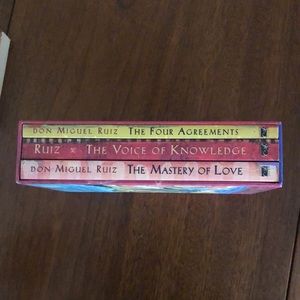 DON MIGUEL RUIZ THE FOUR AGREEMENTS
RUIZ × THE VOICE OF KNOWLEDGE
DON MIGUEL RUIZ THE MASTERY OF LOVE